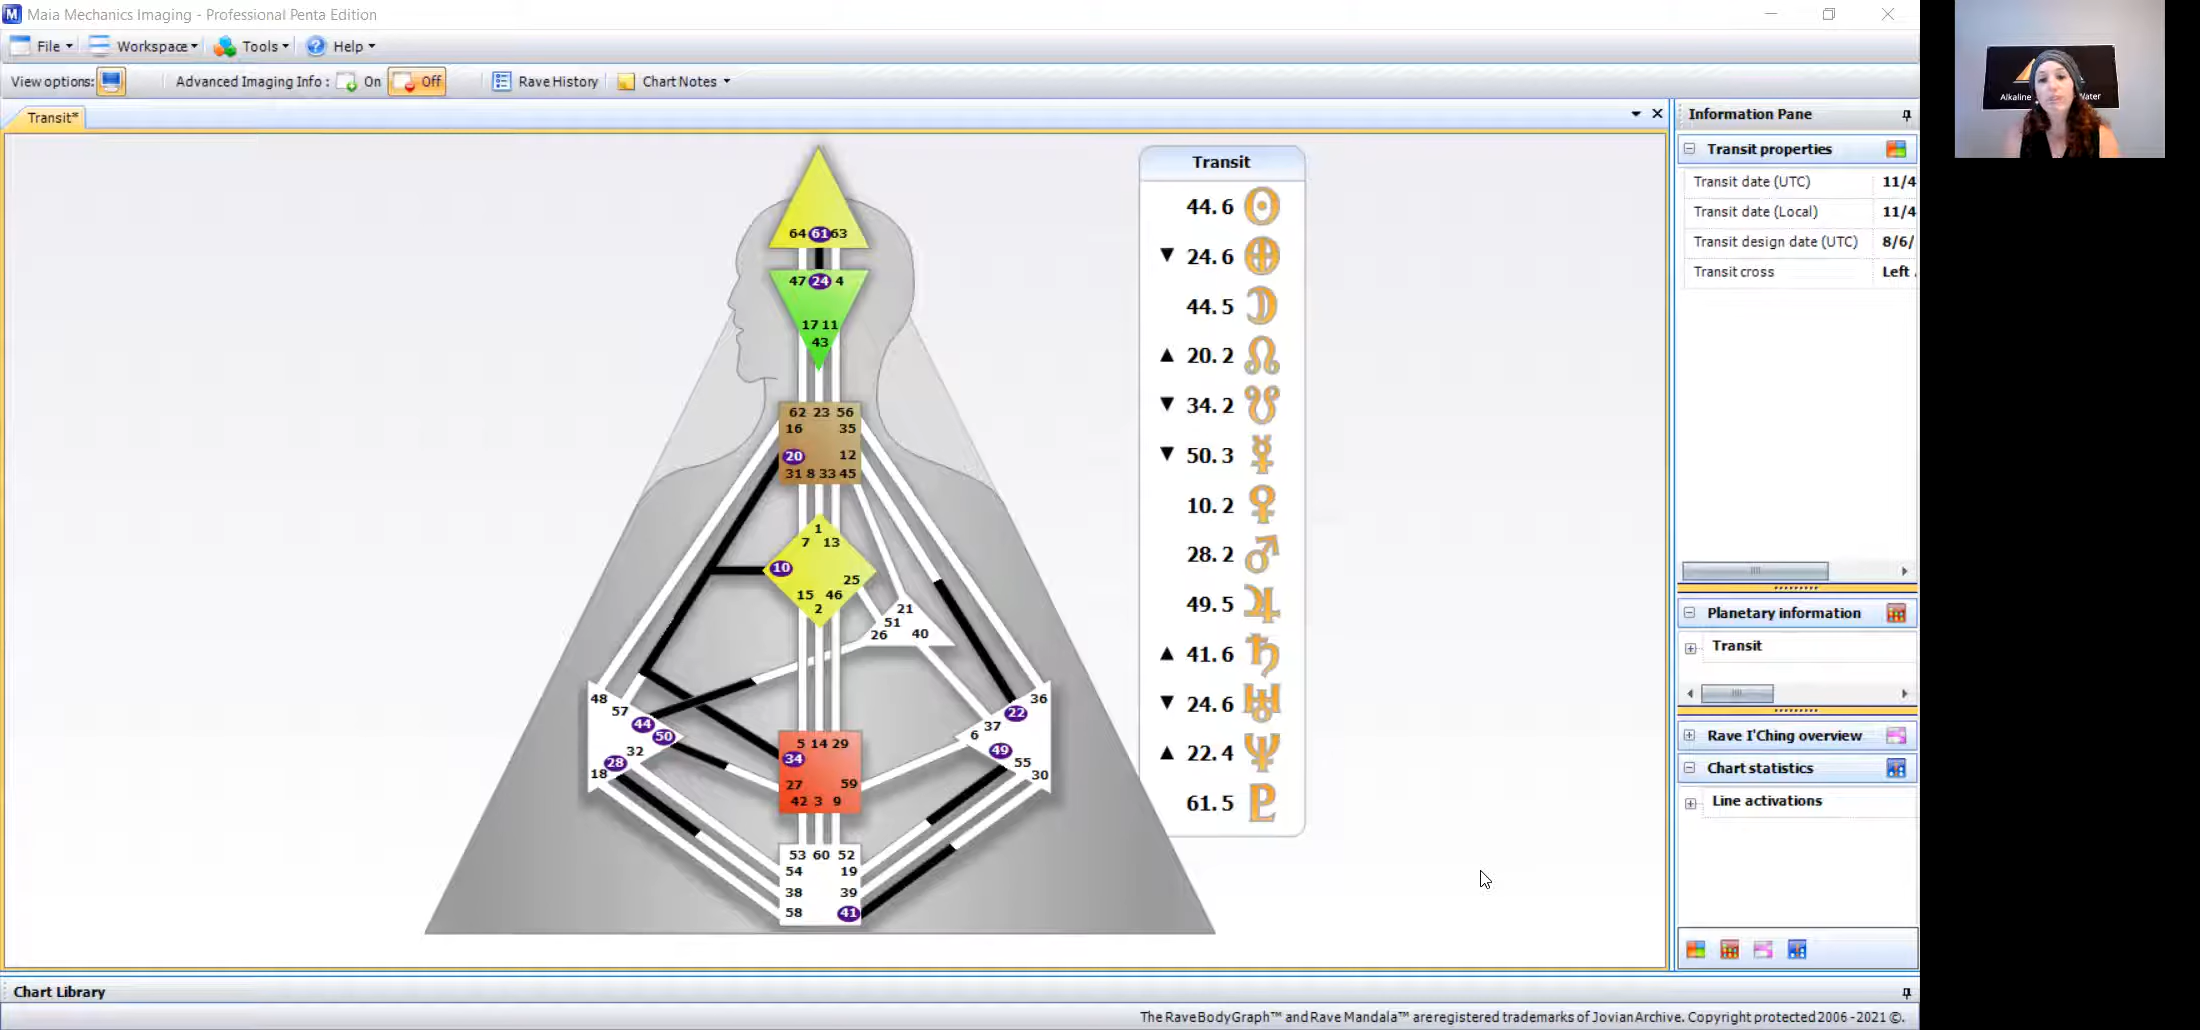 Maia Mechanics Imaging - Professional Penta Edition
File Workspace Tools Help
View options: Advanced Imaging Info : On Off Rave History Chart Notes
Transit*
64 61 63
47 24 4
17 11
43
62 23 56
16 35
20 12
31 8 33 45
1
7 13
10
25
15 46
2
21
51
26 40
48
57
44
50
32
28
18
36
22
37
6
49
55
30
5 14 29
34
27 59
42 3 9
53 60 52
54 19
38 39
58 41
Transit
44.6
▼ 24.6
44.5
▲ 20.2
▼ 34.2
▼ 50.3
10.2
28.2
49.5
▲ 41.6
▼ 24.6
▲ 22.4
61.5
Information Pane
Transit properties
Transit date (UTC) 11/4
Transit date (Local) 11/4
Transit design date (UTC) 8/6/
Transit cross Left
Planetary information
Transit
Rave I'Ching overview
Chart statistics
Line activations
Alkaline Water
Chart Library
The RaveBodyGraph™ and Rave Mandala™ are registered trademarks of JovianArchive. Copyright protected 2006 - 2021 ©.